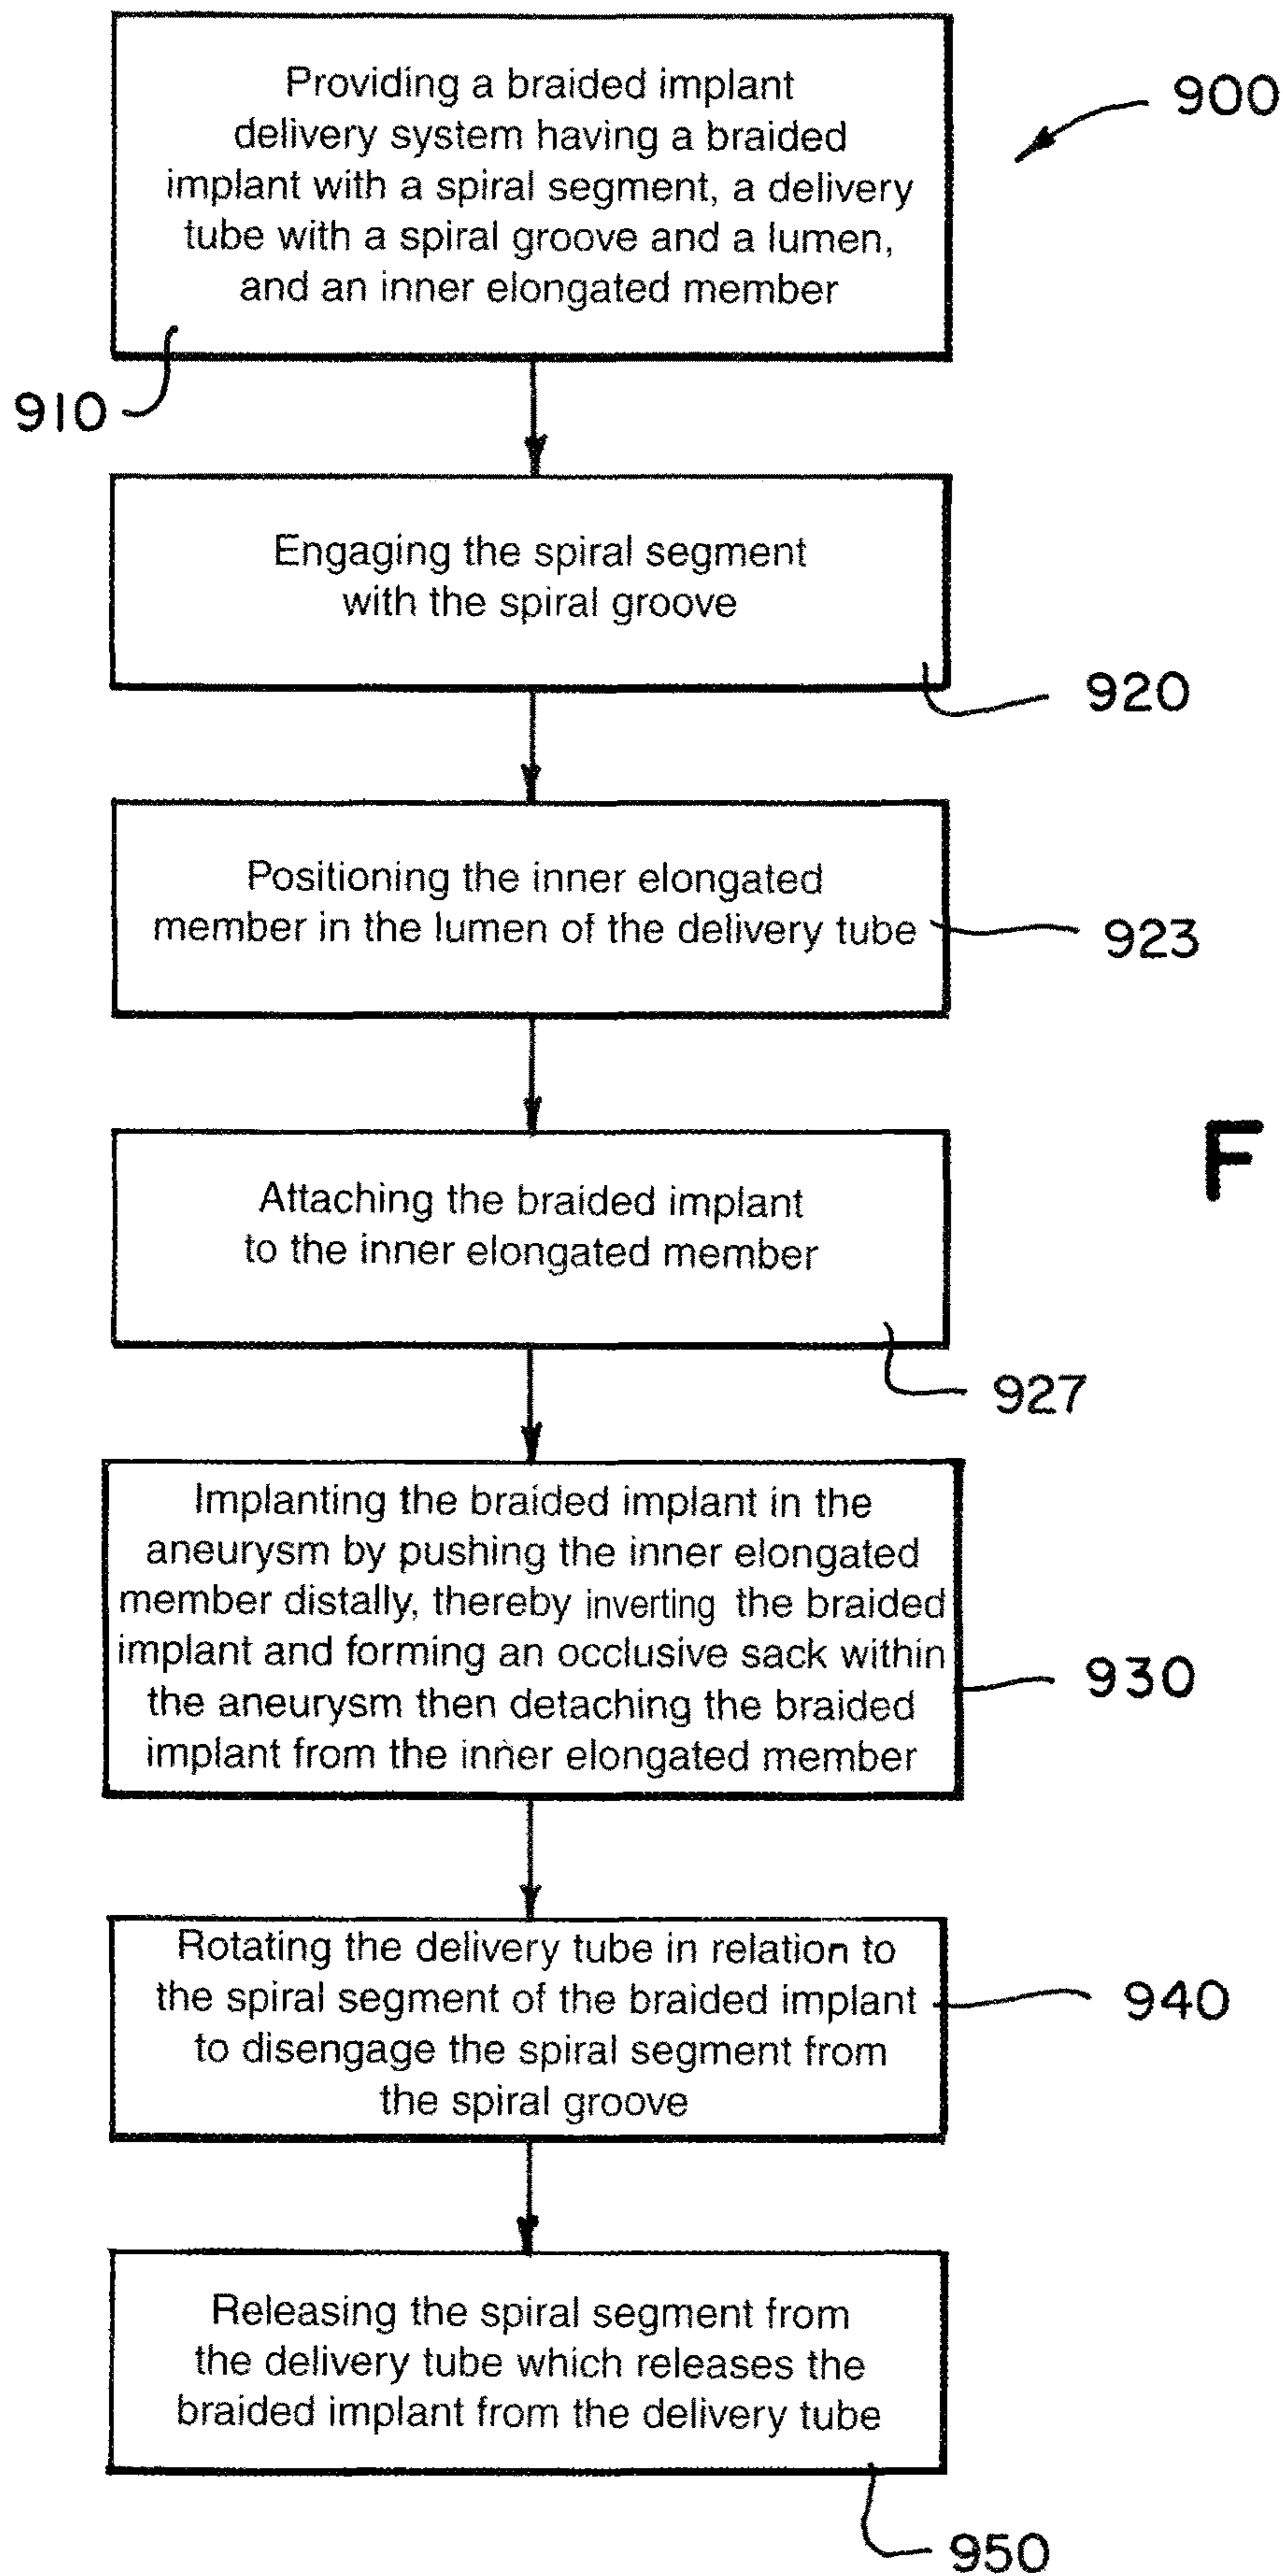 Providing a braided implant
delivery system having a braided
implant with a spiral segment, a delivery
tube with a spiral groove and a lumen,
and an inner elongated member
900
910
Engaging the spiral segment
with the spiral groove
920
Positioning the inner elongated
member in the lumen of the delivery tube
923
F
Attaching the braided implant
to the inner elongated member
927
Implanting the braided implant in the
aneurysm by pushing the inner elongated
member distally, thereby inverting the braided
implant and forming an occlusive sack within
the aneurysm then detaching the braided
implant from the inner elongated member
930
Rotating the delivery tube in relation to
the spiral segment of the braided implant
to disengage the spiral segment from
the spiral groove
940
Releasing the spiral segment from
the delivery tube which releases the
braided implant from the delivery tube
950